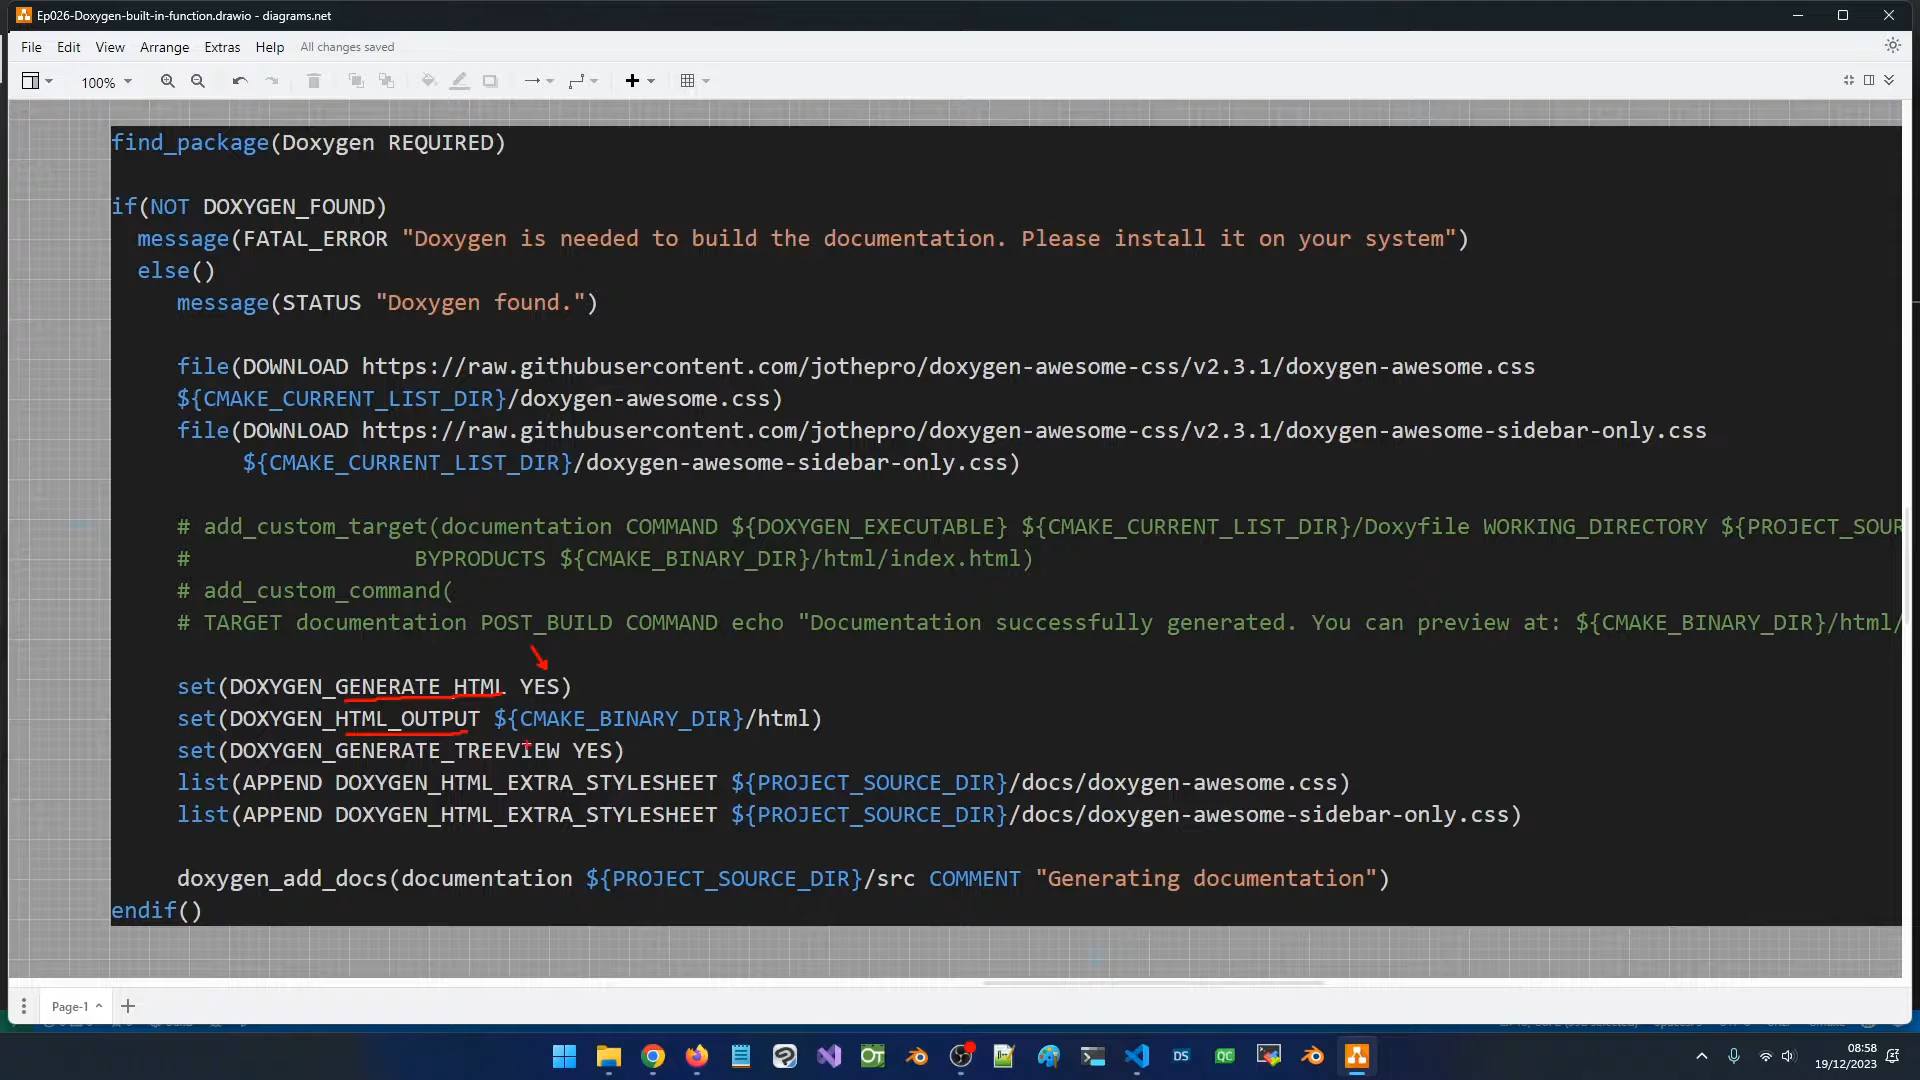 Ep026-Doxygen-built-in-function.drawio - diagrams.net
File Edit View Arrange Extras Help All changes saved
100%
find_package(Doxygen REQUIRED)
if(NOT DOXYGEN_FOUND)
message(FATAL_ERROR "Doxygen is needed to build the documentation. Please install it on your system")
else()
message(STATUS "Doxygen found.")
file(DOWNLOAD https://raw.githubusercontent.com/jothepro/doxygen-awesome-css/v2.3.1/doxygen-awesome.css
${CMAKE_CURRENT_LIST_DIR}/doxygen-awesome.css)
file(DOWNLOAD https://raw.githubusercontent.com/jothepro/doxygen-awesome-css/v2.3.1/doxygen-awesome-sidebar-only.css
${CMAKE_CURRENT_LIST_DIR}/doxygen-awesome-sidebar-only.css)
# add_custom_target(documentation COMMAND ${DOXYGEN_EXECUTABLE} ${CMAKE_CURRENT_LIST_DIR}/Doxyfile WORKING_DIRECTORY ${PROJECT_SOUR
# BYPRODUCTS ${CMAKE_BINARY_DIR}/html/index.html)
# add_custom_command(
# TARGET documentation POST_BUILD COMMAND echo "Documentation successfully generated. You can preview at: ${CMAKE_BINARY_DIR}/html/
set(DOXYGEN_GENERATE_HTML YES)
set(DOXYGEN_HTML_OUTPUT ${CMAKE_BINARY_DIR}/html)
set(DOXYGEN_GENERATE_TREEVIEW YES)
list(APPEND DOXYGEN_HTML_EXTRA_STYLESHEET ${PROJECT_SOURCE_DIR}/docs/doxygen-awesome.css)
list(APPEND DOXYGEN_HTML_EXTRA_STYLESHEET ${PROJECT_SOURCE_DIR}/docs/doxygen-awesome-sidebar-only.css)
doxygen_add_docs(documentation ${PROJECT_SOURCE_DIR}/src COMMENT "Generating documentation")
endif()
Page-1
OT
DS
QC
08:58
19/12/2023